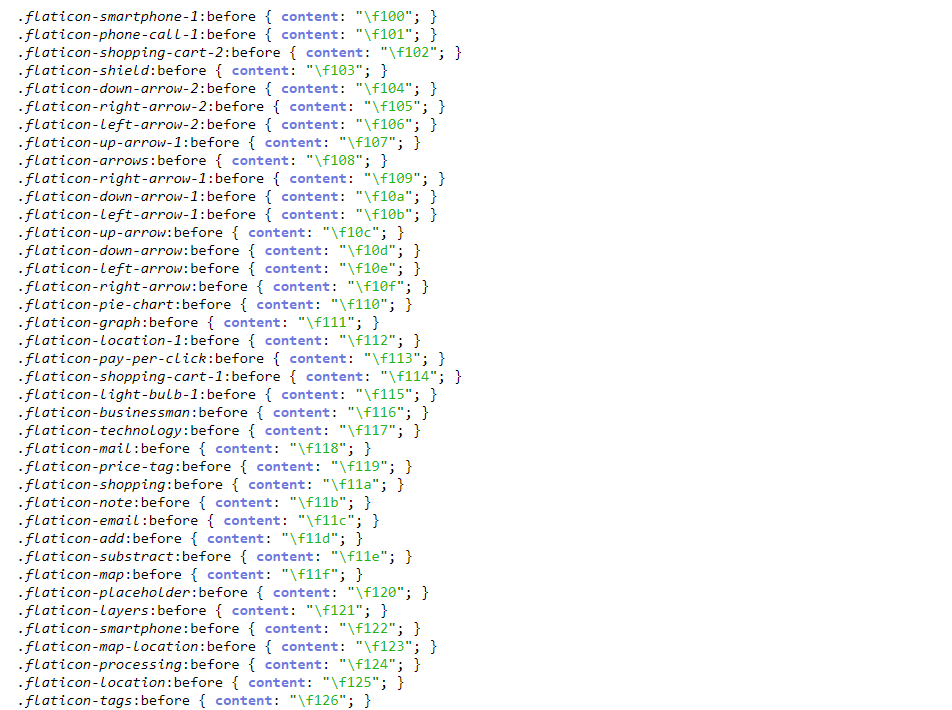 .flaticon-smartphone-1:before { content: "\f100"; }
.flaticon-phone-call-1:before { content: "\f101"; }
.flaticon-shopping-cart-2:before { content: "\f102"; }
.flaticon-shield:before { content: "\f103"; }
.flaticon-down-arrow-2:before { content: "\f104"; }
.flaticon-right-arrow-2:before { content: "\f105"; }
.flaticon-left-arrow-2:before { content: "\f106"; }
.flaticon-up-arrow-1:before { content: "\f107"; }
.flaticon-arrows:before { content: "\f108"; }
.flaticon-right-arrow-1:before { content: "\f109"; }
.flaticon-down-arrow-1:before { content: "\f10a"; }
.flaticon-left-arrow-1:before { content: "\f10b"; }
.flaticon-up-arrow:before { content: "\f10c"; }
.flaticon-down-arrow:before { content: "\f10d"; }
.flaticon-left-arrow:before { content: "\f10e"; }
.flaticon-right-arrow:before { content: "\f10f"; }
.flaticon-pie-chart:before { content: "\f110"; }
.flaticon-graph:before { content: "\f111"; }
.flaticon-location-1:before { content: "\f112"; }
.flaticon-pay-per-click:before { content: "\f113"; }
.flaticon-shopping-cart-1:before { content: "\f114"; }
.flaticon-light-bulb-1:before { content: "\f115"; }
.flaticon-businessman:before { content: "\f116"; }
.flaticon-technology:before { content: "\f117"; }
.flaticon-mail:before { content: "\f118"; }
.flaticon-price-tag:before { content: "\f119"; }
.flaticon-shopping:before { content: "\f11a"; }
.flaticon-note:before { content: "\f11b"; }
.flaticon-email:before { content: "\f11c"; }
.flaticon-add:before { content: "\f11d"; }
.flaticon-substract:before { content: "\f11e"; }
.flaticon-map:before { content: "\f11f"; }
.flaticon-placeholder:before { content: "\f120"; }
.flaticon-layers:before { content: "\f121"; }
.flaticon-smartphone:before { content: "\f122"; }
.flaticon-map-location:before { content: "\f123"; }
.flaticon-processing:before { content: "\f124"; }
.flaticon-location:before { content: "\f125"; }
.flaticon-tags:before { content: "\f126"; }